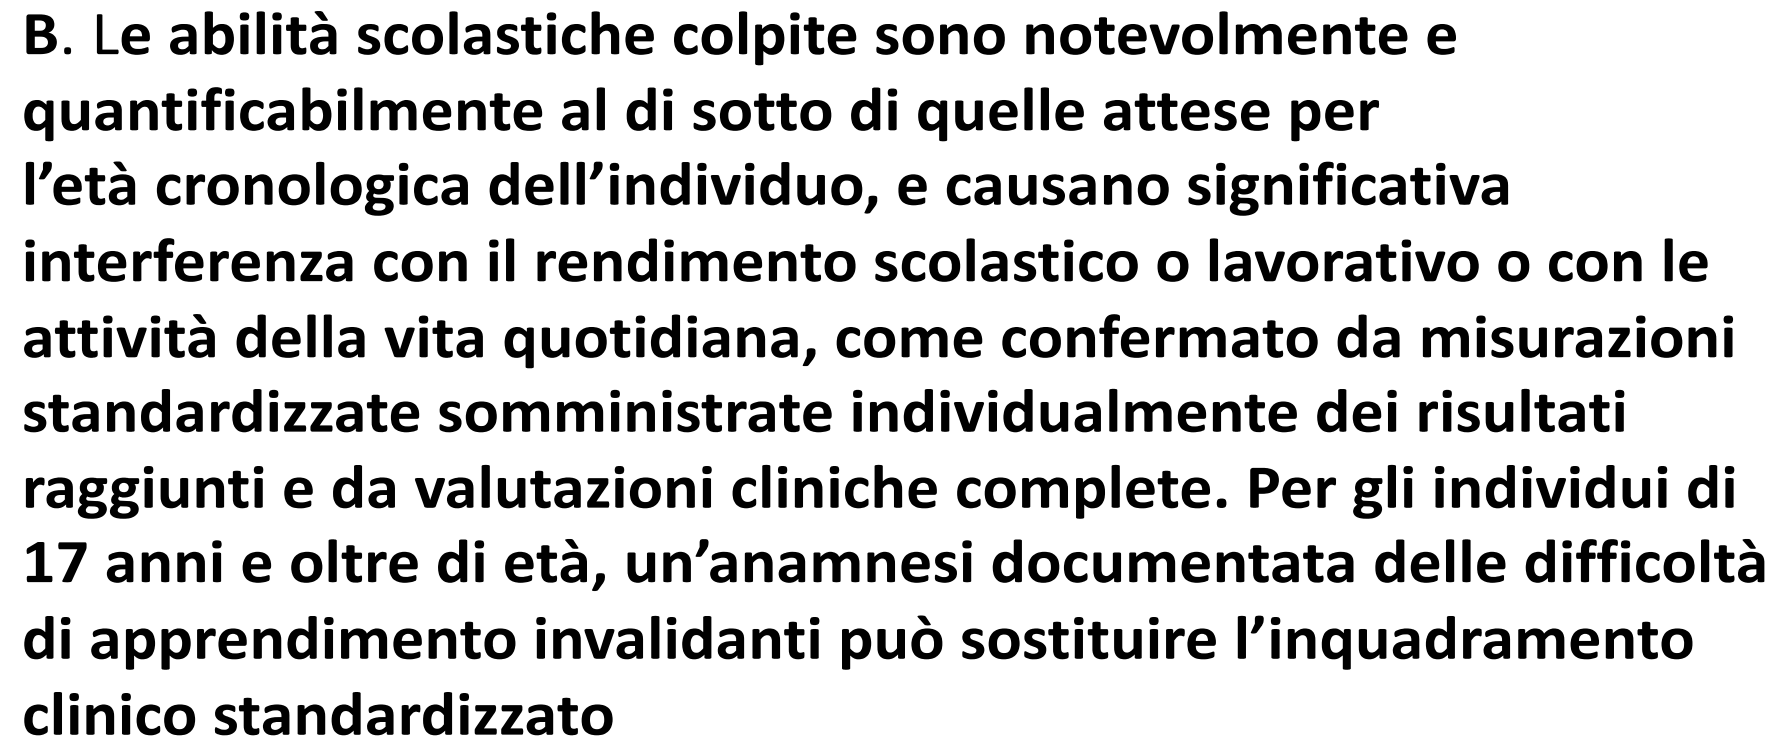 B. Le abilità scolastiche colpite sono notevolmente e
quantificabilmente al di sotto di quelle attese per
l’età cronologica dell’individuo, e causano significativa
interferenza con il rendimento scolastico o lavorativo o con le
attività della vita quotidiana, come confermato da misurazioni
standardizzate somministrate individualmente dei risultati
raggiunti e da valutazioni cliniche complete. Per gli individui di
17 anni e oltre di età, un’anamnesi documentata delle difficoltà
di apprendimento invalidanti può sostituire l’inquadramento
clinico standardizzato